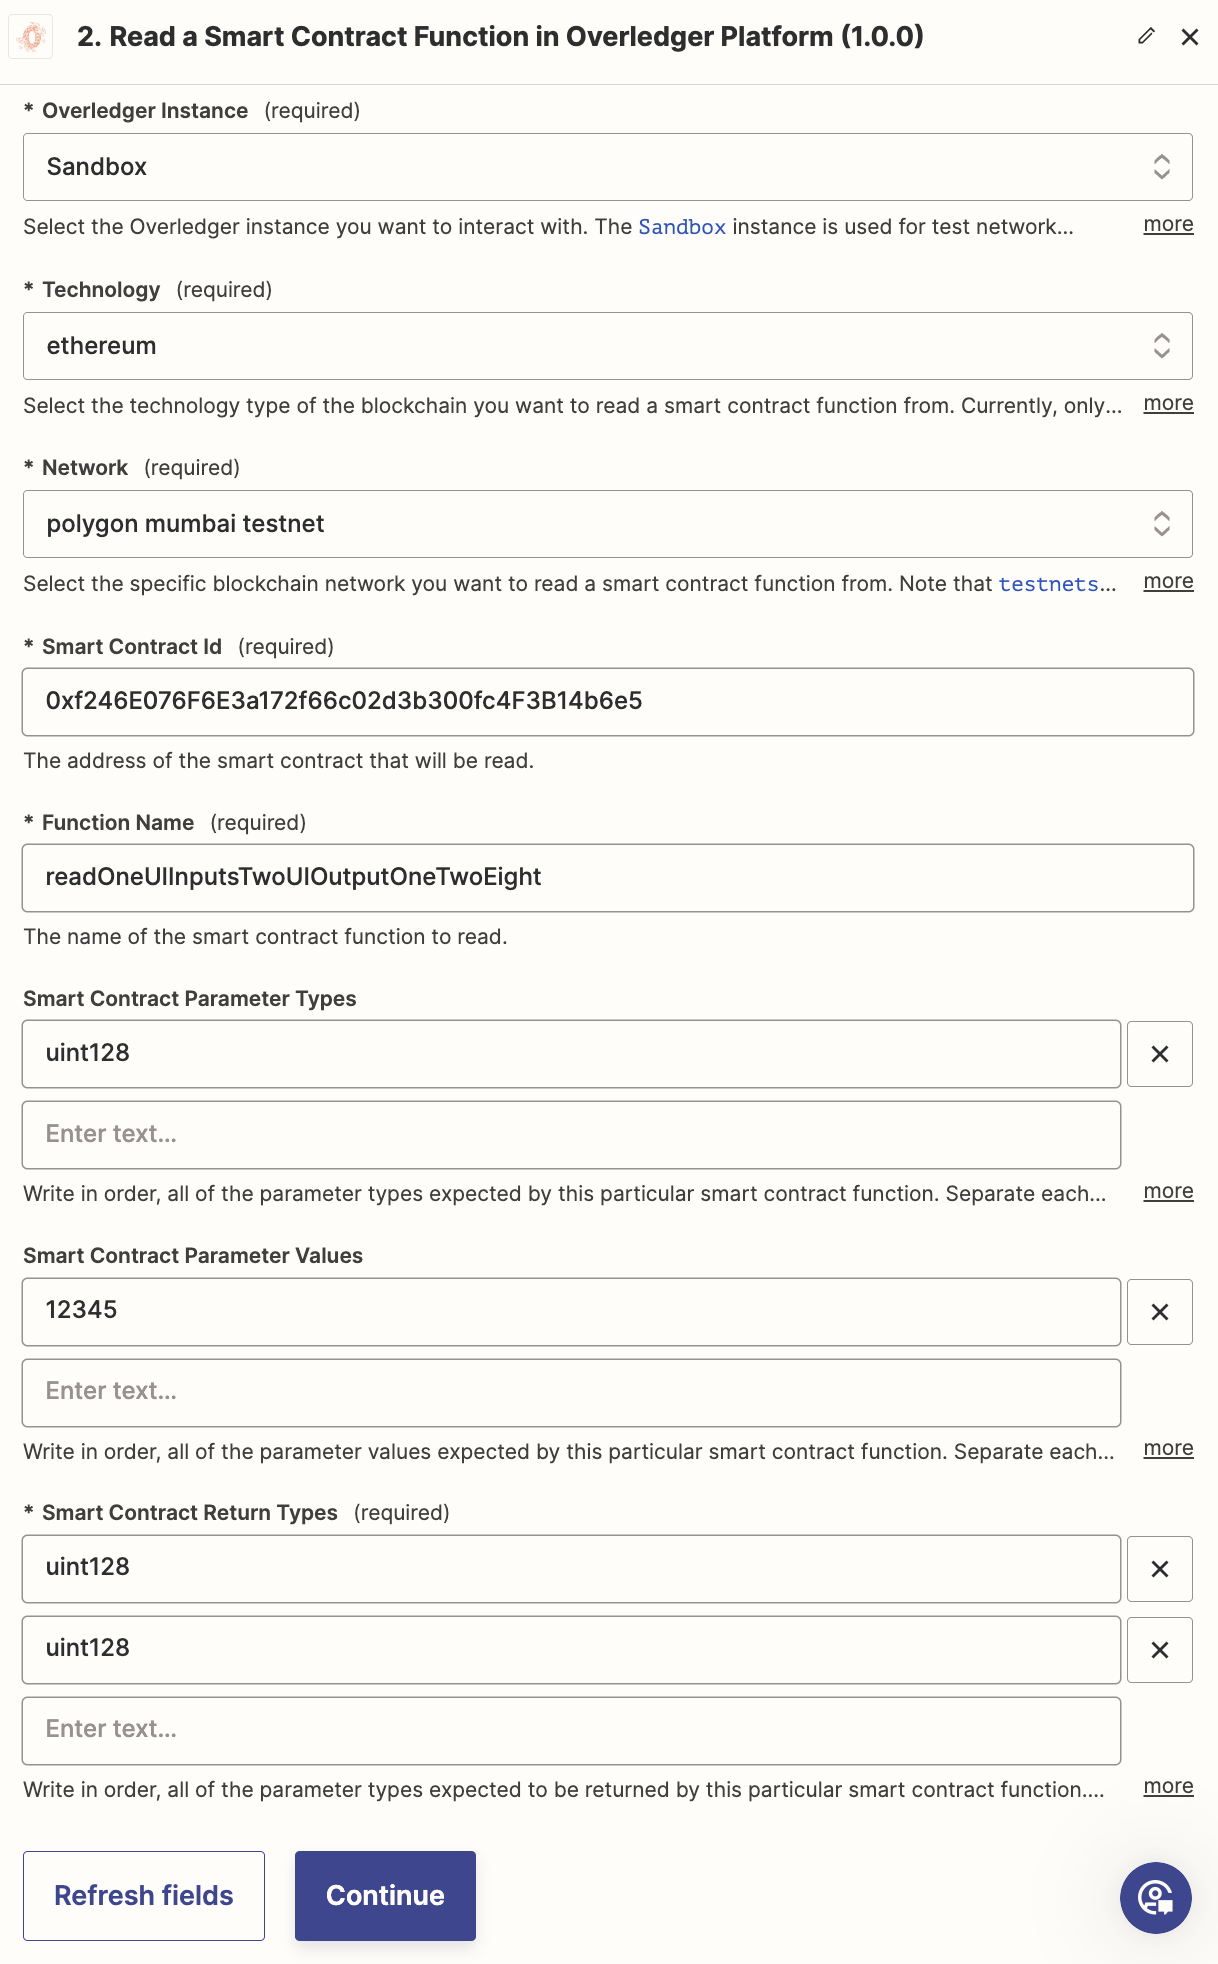 2. Read a Smart Contract Function in Overledger Platform (1.0.0)
* Overledger Instance (required)
Sandbox
Select the Overledger instance you want to interact with. The Sandbox instance is used for test network... more
* Technology (required)
ethereum
Select the technology type of the blockchain you want to read a smart contract function from. Currently, only... more
* Network (required)
polygon mumbai testnet
Select the specific blockchain network you want to read a smart contract function from. Note that testnets... more
* Smart Contract Id (required)
0xf246E076F6E3a172f66c02d3b300fc4F3B14b6e5
The address of the smart contract that will be read.
* Function Name (required)
readOneUIInputsTwoUIOutputOneTwoEight
The name of the smart contract function to read.
Smart Contract Parameter Types
uint128
Enter text...
Write in order, all of the parameter types expected by this particular smart contract function. Separate each... more
Smart Contract Parameter Values
12345
Enter text...
Write in order, all of the parameter values expected by this particular smart contract function. Separate each... more
* Smart Contract Return Types (required)
uint128
uint128
Enter text...
Write in order, all of the parameter types expected to be returned by this particular smart contract function.... more
Refresh fields Continue